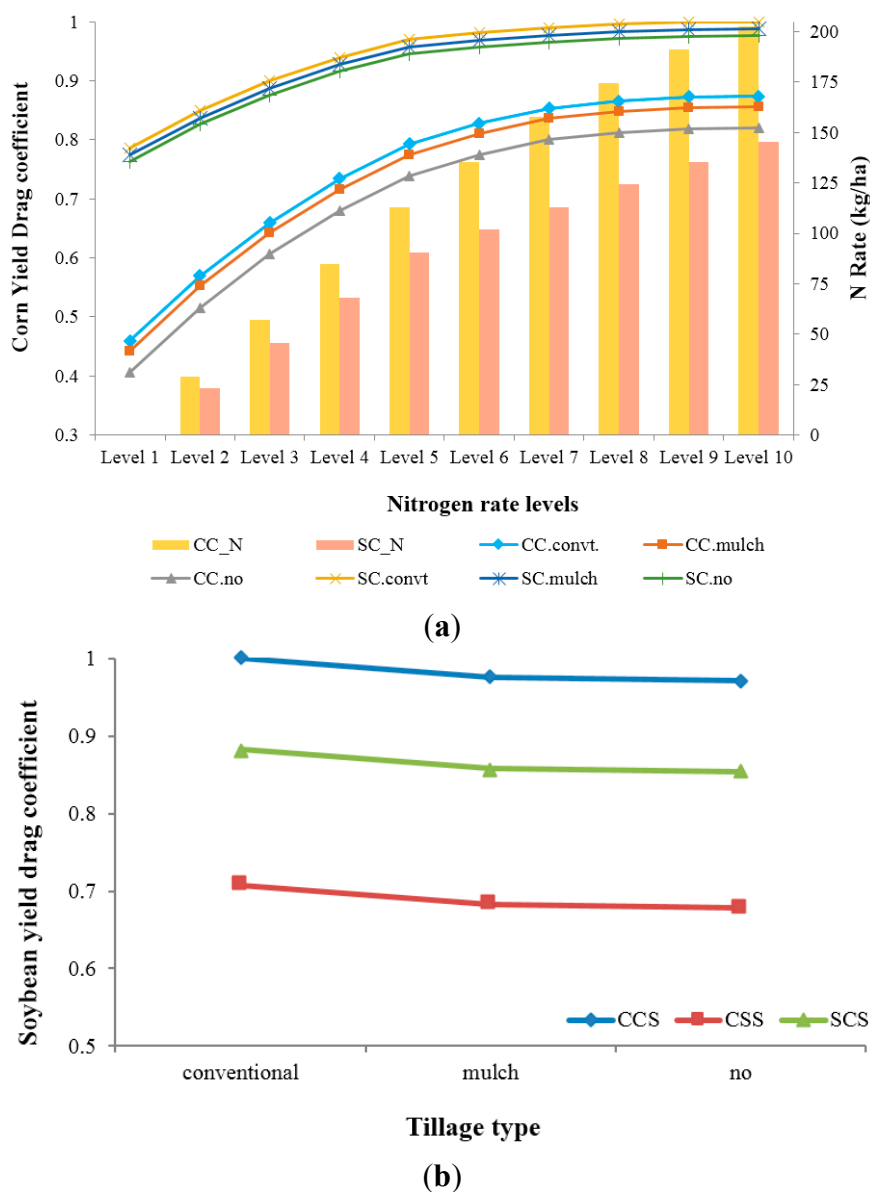 Corn Yield Drag coefficient
1
0.9
0.8
0.7
0.6
0.5
0.4
0.3
200
175
150
125
100
75
50
25
0
N Rate (kg/ha)
Level 1 Level 2 Level 3 Level 4 Level 5 Level 6 Level 7 Level 8 Level 9 Level 10
Nitrogen rate levels
CC_N SC_N CC.convt. CC.mulch
CC.no SC.convt SC.mulch SC.no
(a)
Soybean yield drag coefficient
1
0.9
0.8
0.7
0.6
0.5
CCS CSS SCS
conventional mulch no
Tillage type
(b)